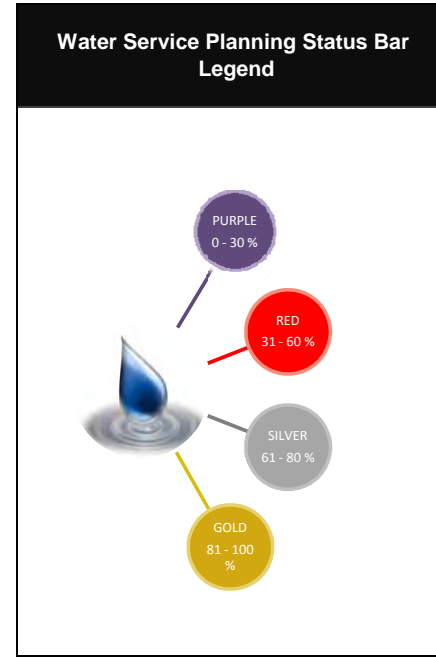 Water Service Planning Status Bar
Legend
PURPLE
0 - 30 %
RED
31 - 60 %
SILVER
61 - 80 %
GOLD
81 - 100
%